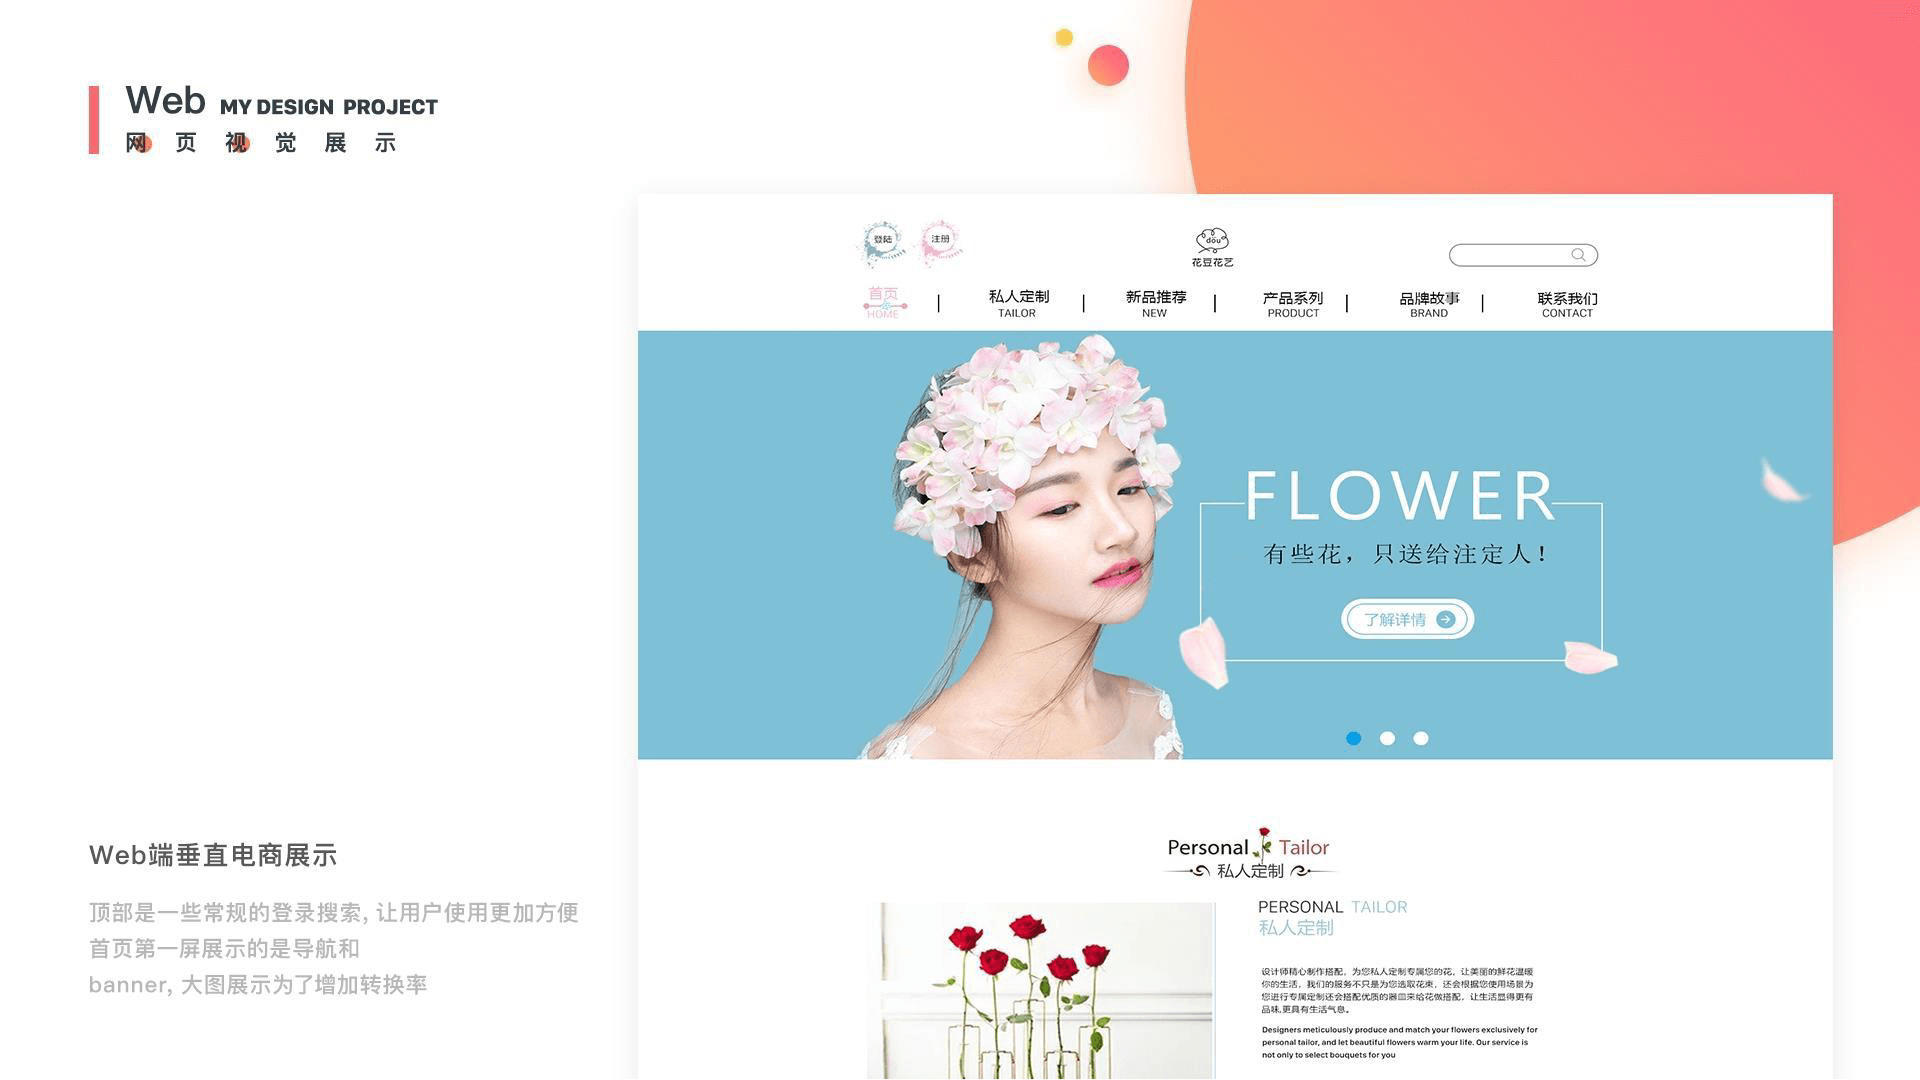 Web MY DESIGN PROJECT
网页视觉展示
登陆 注册
dou
花豆花艺
首页 私人定制 新品推荐 产品系列 品牌故事 联系我们
HOME TAILOR NEW PRODUCT BRAND CONTACT
FLOWER
有些花，只送给注定人！
了解详情
Personal Tailor
私人定制
PERSONAL TAILOR
私人定制
设计师精心制作搭配，为您私人定制专属您的花，让美丽的鲜花温暖
你的生活，我们的服务不只是为您选取花束，还会根据您使用场景为
您进行专属定制还会搭配优质的器皿来给花做搭配，让生活显得更有
品味,更具有生活气息。
Designers meticulously produce and match your flowers exclusively for
personal tailor, and let beautiful flowers warm your life. Our service is
not only to select bouquets for you
Web端垂直电商展示
顶部是一些常规的登录搜索, 让用户使用更加方便
首页第一屏展示的是导航和
banner, 大图展示为了增加转换率